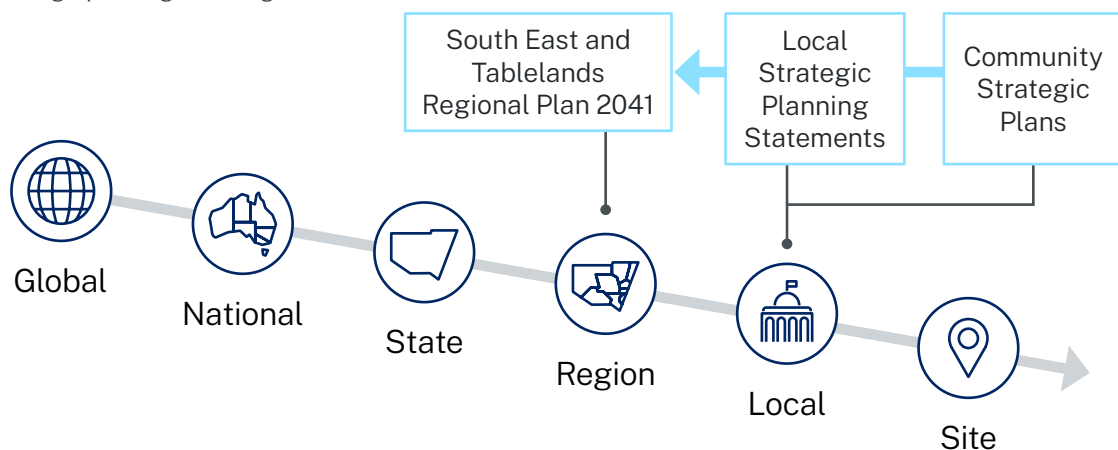 South East and
Tablelands
Regional Plan 2041
Local
Strategic
Planning
Statements
Community
Strategic
Plans
Global
National
State
Region
Local
Site